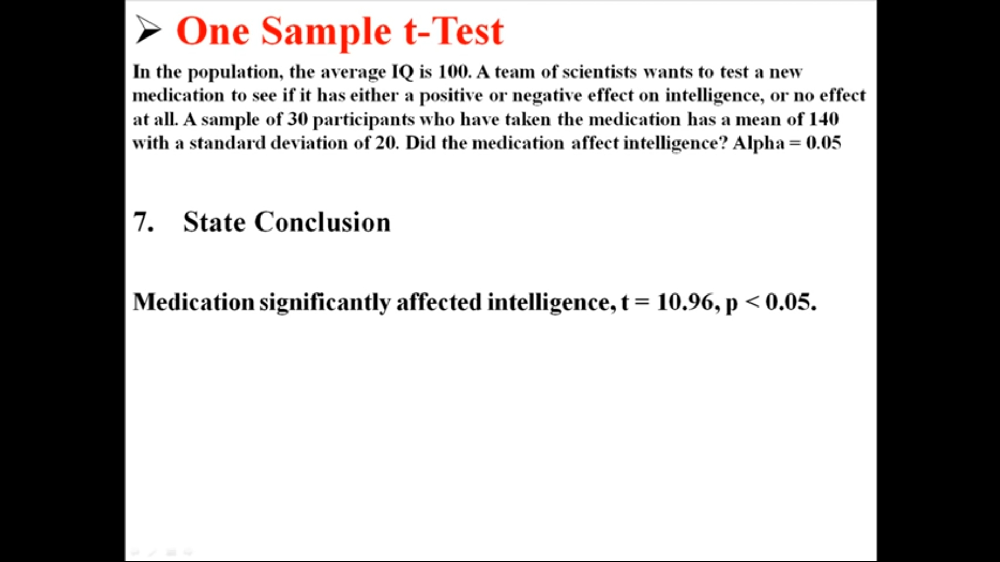 One Sample t-Test
In the population, the average IQ is 100. A team of scientists wants to test a new
medication to see if it has either a positive or negative effect on intelligence, or no effect
at all. A sample of 30 participants who have taken the medication has a mean of 140
with a standard deviation of 20. Did the medication affect intelligence? Alpha = 0.05
7. State Conclusion
Medication significantly affected intelligence, t = 10.96, p < 0.05.